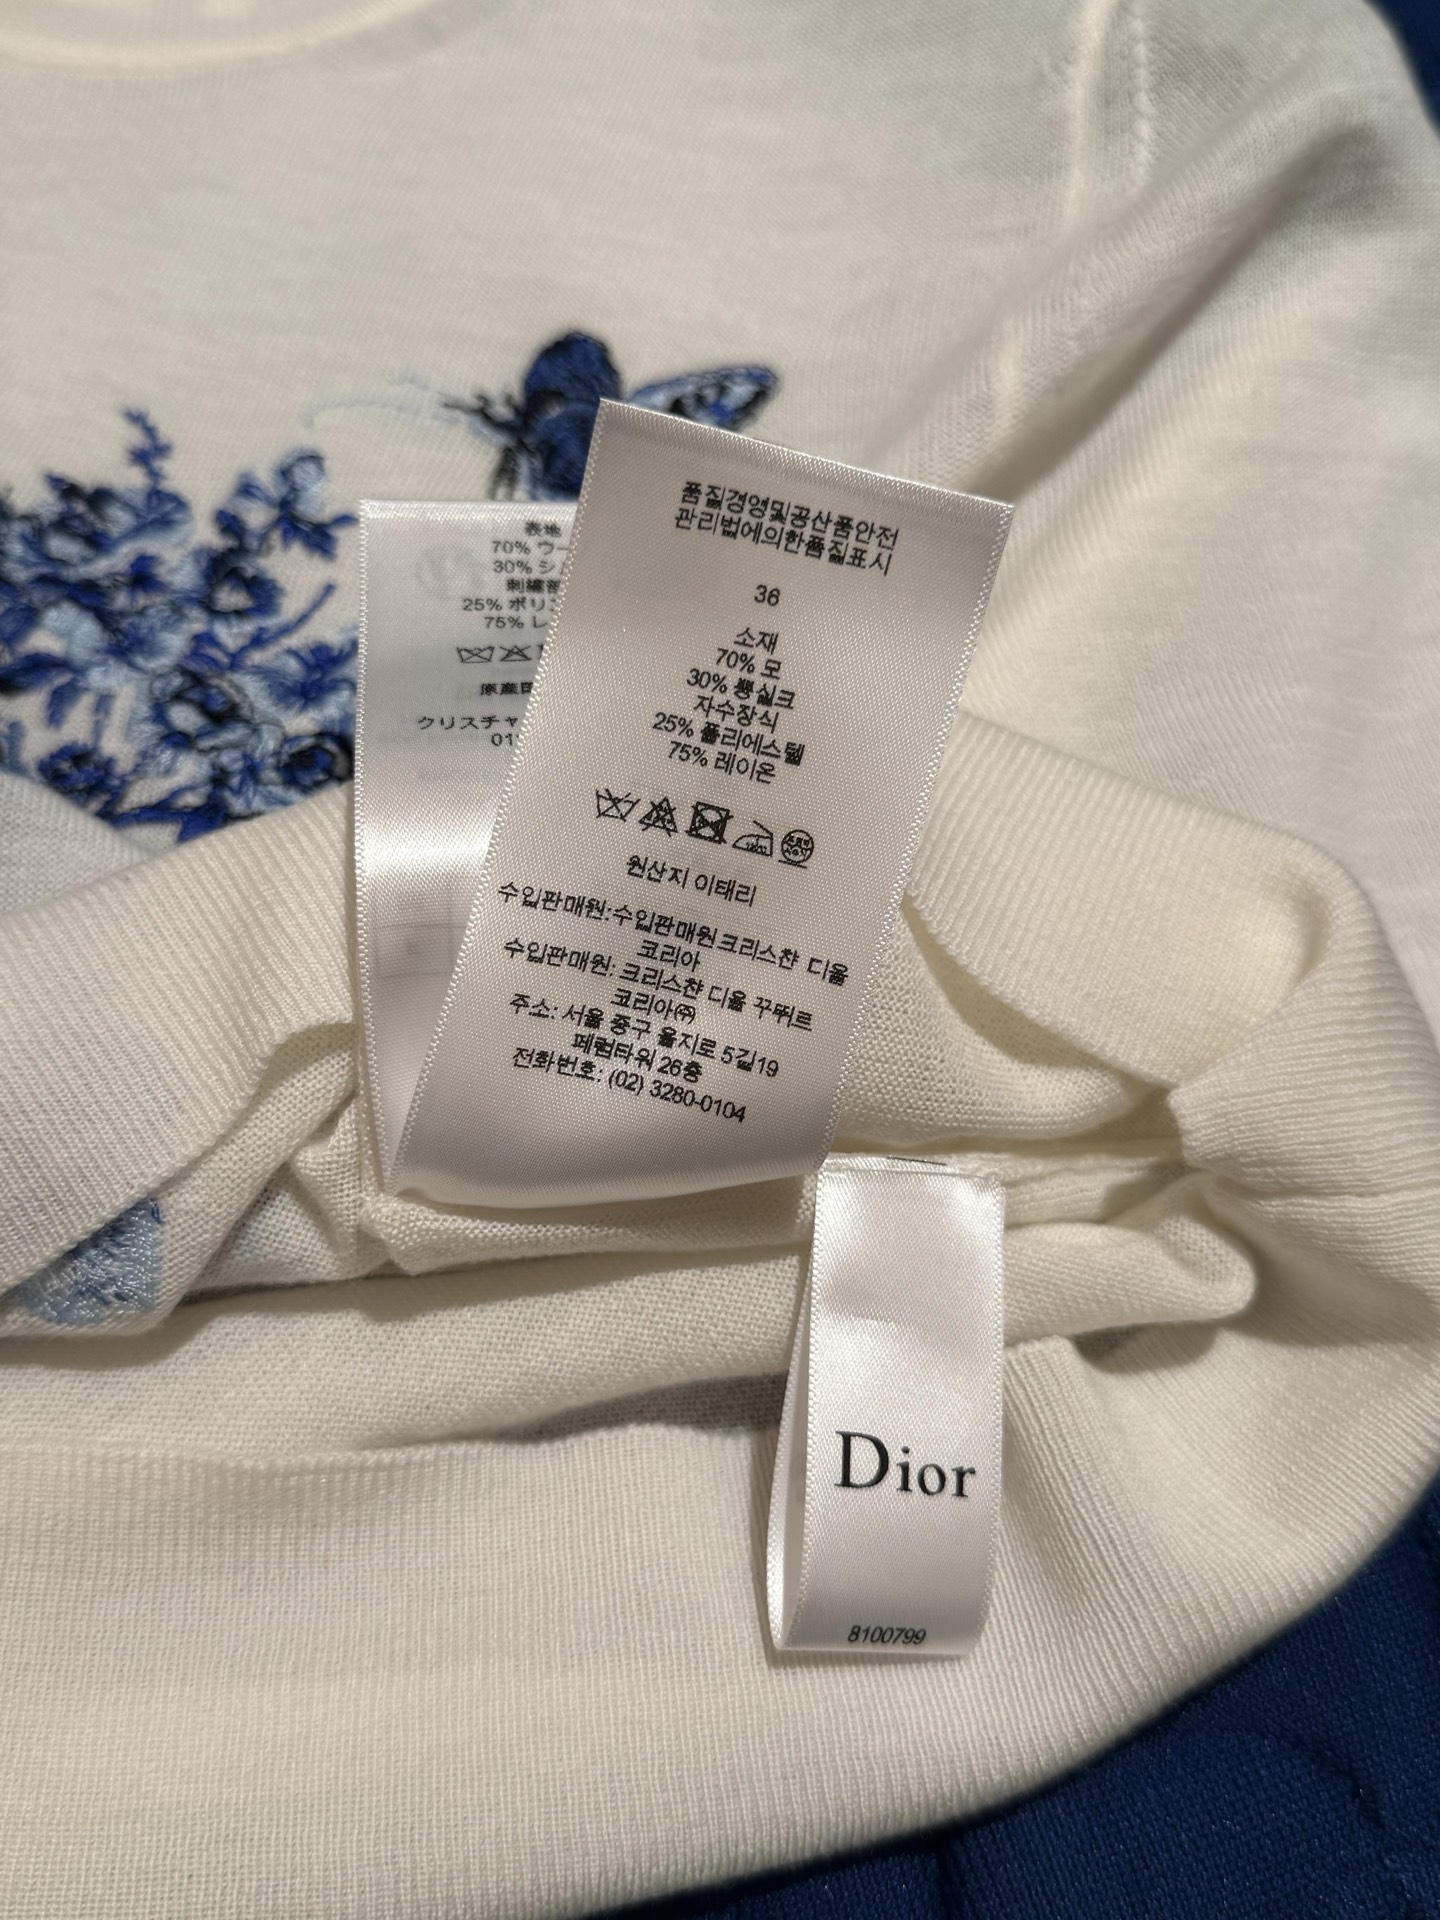 表地
70% ウー
30% シ
刺繍部
25% ポリ
75% レ
原産国
クリスチャ
01
품질경영및공산품안전
관리법에의한품질표시
36
소재
70% 모
30% 뽕실크
자수장식
25% 폴리에스텔
75% 레이온
원산지 이태리
수입판매원:수입판매원크리스챤 디올
코리아
수입판매원: 크리스챤 디올 꾸뛰르
코리아㈜
주소: 서울 중구 을지로 5길19
페럼타워 26층
전화번호: (02) 3280-0104
Dior
8100799